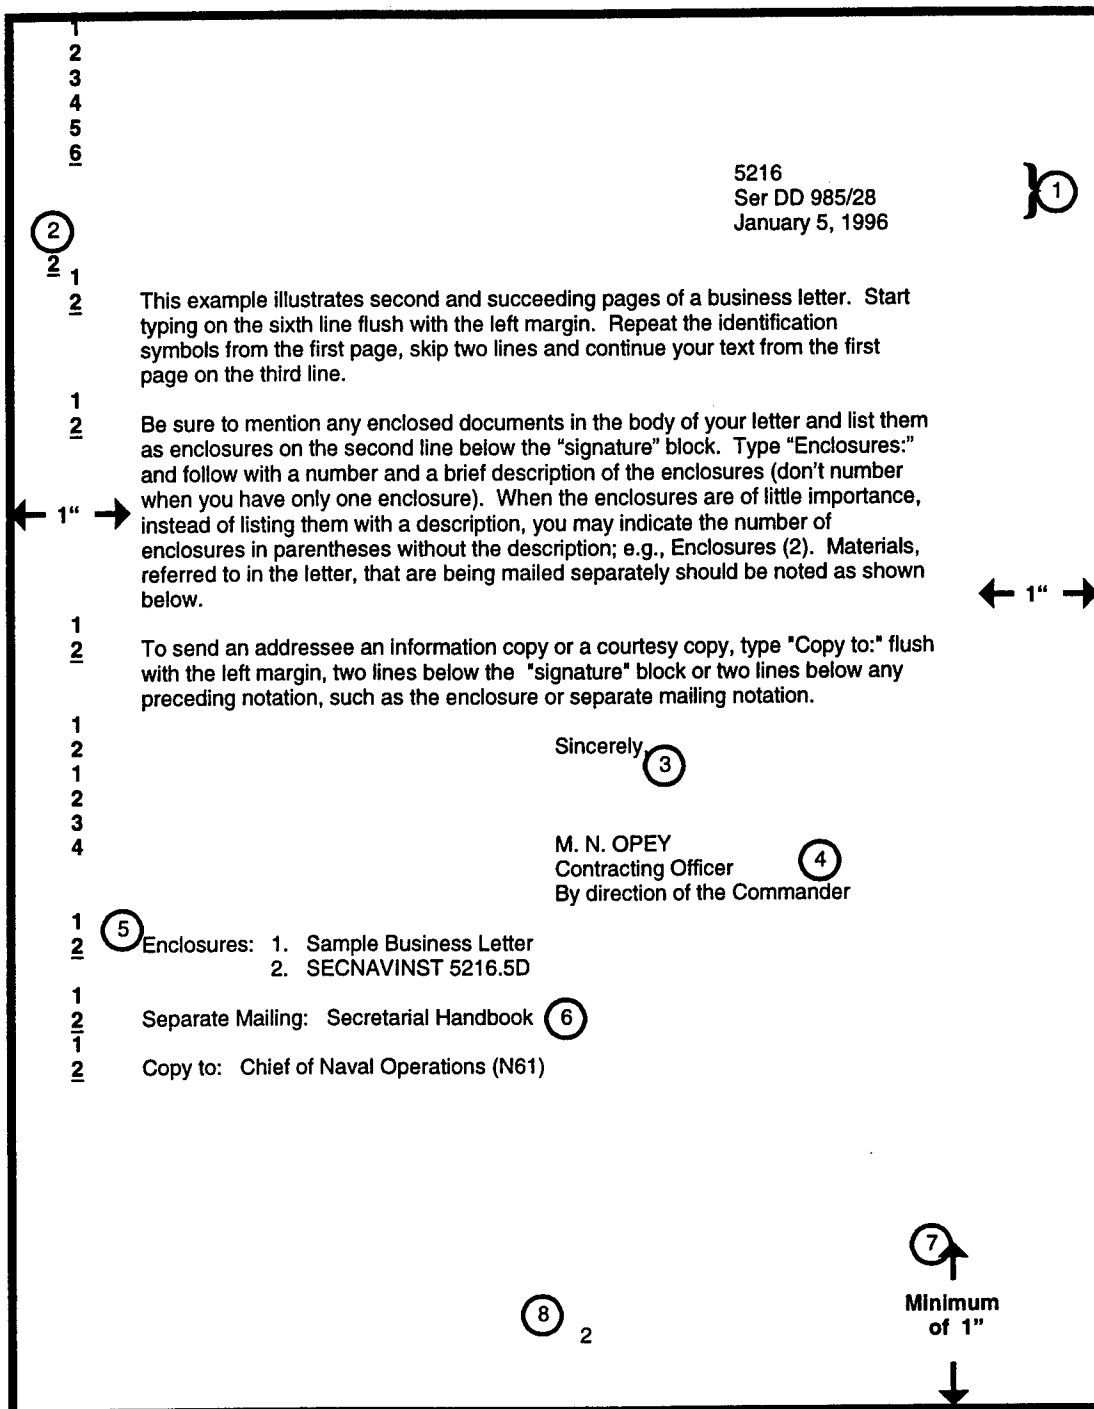 1
2
3
4
5
6
5216
Ser DD 985/28
January 5, 1996
1
2
2
1
2
This example illustrates second and succeeding pages of a business letter. Start
typing on the sixth line flush with the left margin. Repeat the identification
symbols from the first page, skip two lines and continue your text from the first
page on the third line.
1
2
Be sure to mention any enclosed documents in the body of your letter and list them
as enclosures on the second line below the "signature" block. Type "Enclosures:"
and follow with a number and a brief description of the enclosures (don't number
when you have only one enclosure). When the enclosures are of little importance,
1"
instead of listing them with a description, you may indicate the number of
enclosures in parentheses without the description; e.g., Enclosures (2). Materials,
referred to in the letter, that are being mailed separately should be noted as shown
below.
1"
1
2
To send an addressee an information copy or a courtesy copy, type "Copy to:" flush
with the left margin, two lines below the "signature" block or two lines below any
preceding notation, such as the enclosure or separate mailing notation.
1
2
Sincerely,
3
1
2
3
4
M. N. OPEY
Contracting Officer
4
By direction of the Commander
1
2
5
Enclosures: 1. Sample Business Letter
2. SECNAVINST 5216.5D
1
2
Separate Mailing: Secretarial Handbook
6
1
2
Copy to: Chief of Naval Operations (N61)
7
Minimum
of 1"
8
2